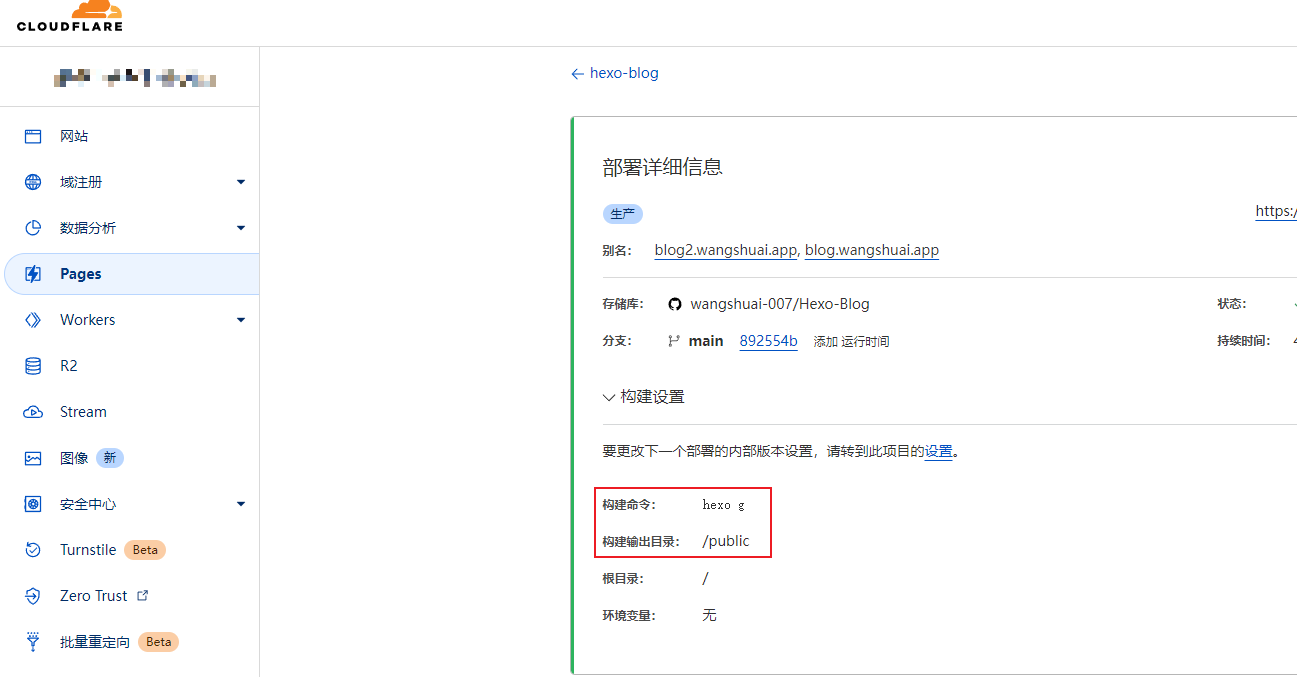 CLOUDFLARE
网站
域注册
数据分析
Pages
Workers
R2
Stream
图像 新
安全中心
Turnstile Beta
Zero Trust
批量重定向 Beta
← hexo-blog
部署详细信息
生产 https:/
别名： blog2.wangshuai.app, blog.wangshuai.app
存储库： wangshuai-007/Hexo-Blog 状态：
分支： main 892554b 添加 运行时间 持续时间：
构建设置
要更改下一个部署的内部版本设置，请转到此项目的设置。
构建命令： hexo g
构建输出目录： /public
根目录： /
环境变量： 无